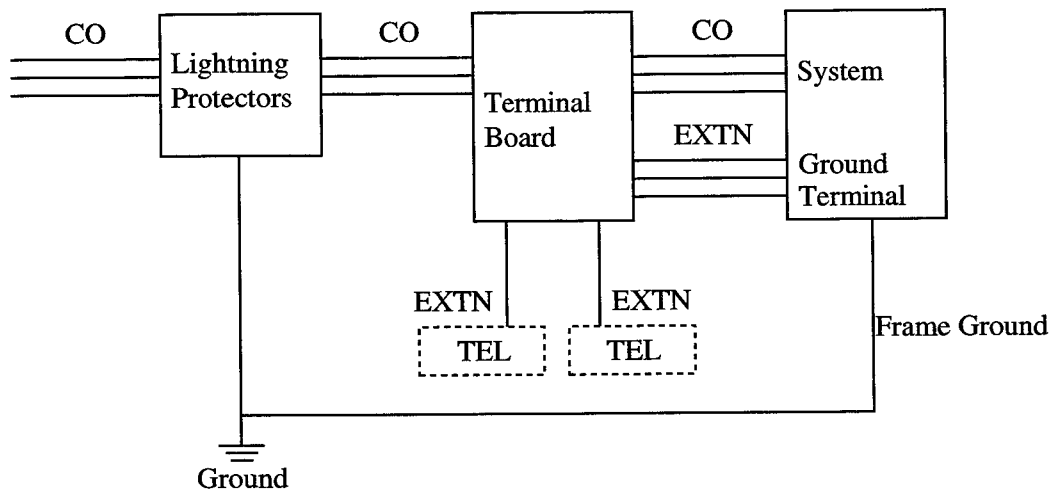 CO
CO
CO
Lightning
Protectors
Terminal
Board
System
EXTN
Ground
Terminal
EXTN
EXTN
TEL
TEL
Frame Ground
Ground